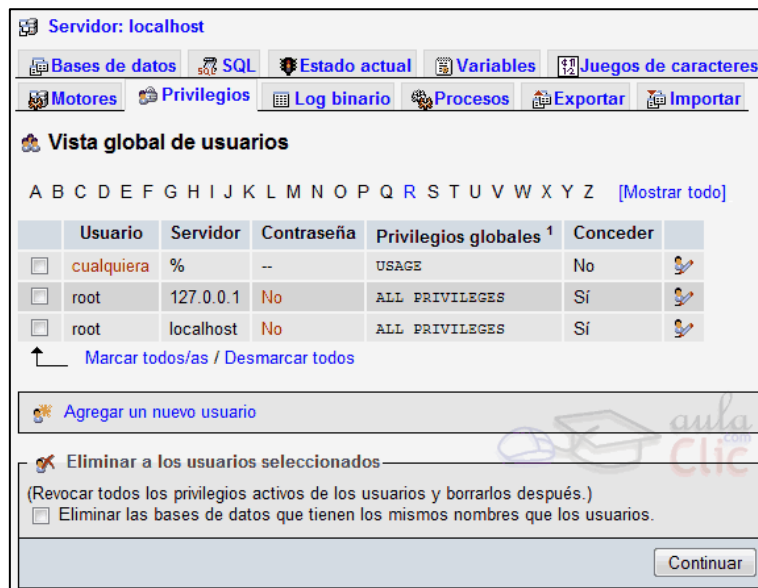 Servidor: localhost
Bases de datos SQL Estado actual Variables Juegos de caracteres
Motores Privilegios Log binario Procesos Exportar Importar
Vista global de usuarios
A B C D E F G H I J K L M N O P Q R S T U V W X Y Z [Mostrar todo]
Usuario Servidor Contraseña Privilegios globales 1 Conceder
cualquiera % -- USAGE No
root 127.0.0.1 No ALL PRIVILEGES Sí
root localhost No ALL PRIVILEGES Sí
Marcar todos/as / Desmarcar todos
Agregar un nuevo usuario
aula
Clic
.com
Eliminar a los usuarios seleccionados
(Revocar todos los privilegios activos de los usuarios y borrarlos después.)
Eliminar las bases de datos que tienen los mismos nombres que los usuarios.
Continuar